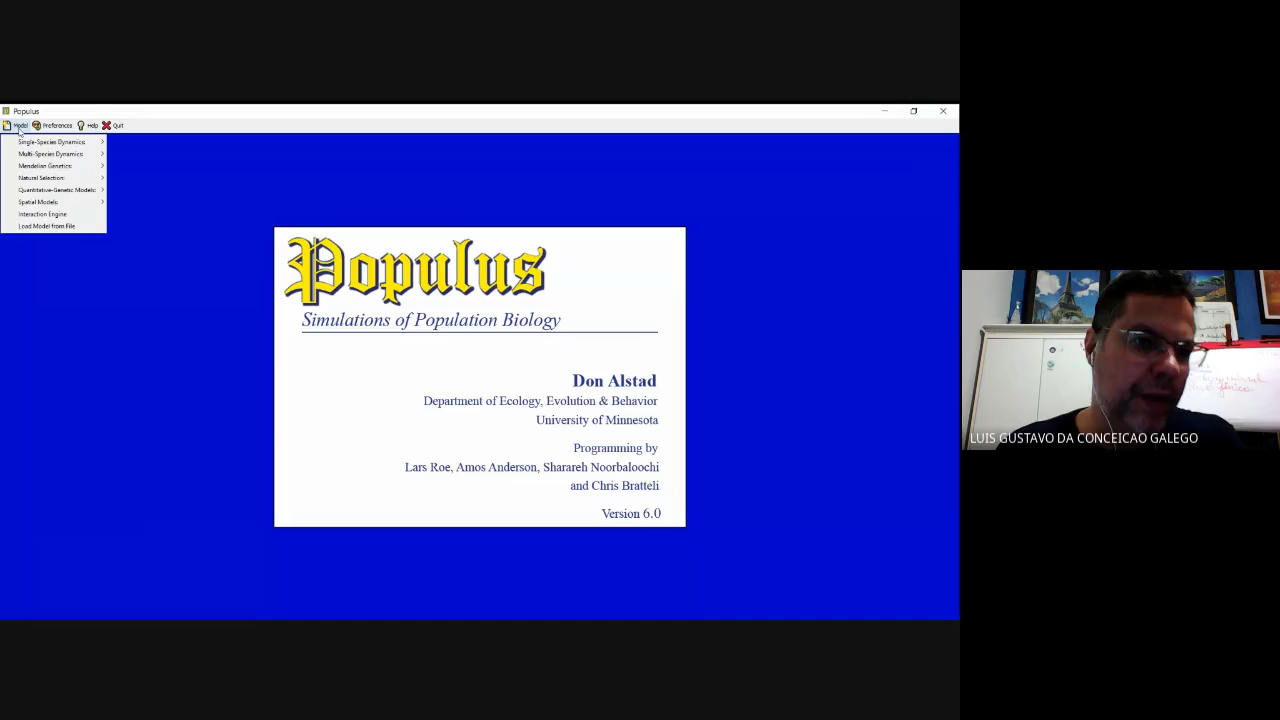 Populus
Model Preferences Help Quit
Single-Species Dynamics:
Multi-Species Dynamics:
Mendelian Genetics:
Natural Selection:
Quantitative-Genetic Models:
Spatial Models:
Interaction Engine
Load Model from File
Populus
Simulations of Population Biology
Don Alstad
Department of Ecology, Evolution & Behavior
University of Minnesota
Programming by
Lars Roe, Amos Anderson, Sharareh Noorbaloochi
and Chris Bratteli
Version 6.0
LUIS GUSTAVO DA CONCEICAO GALEGO